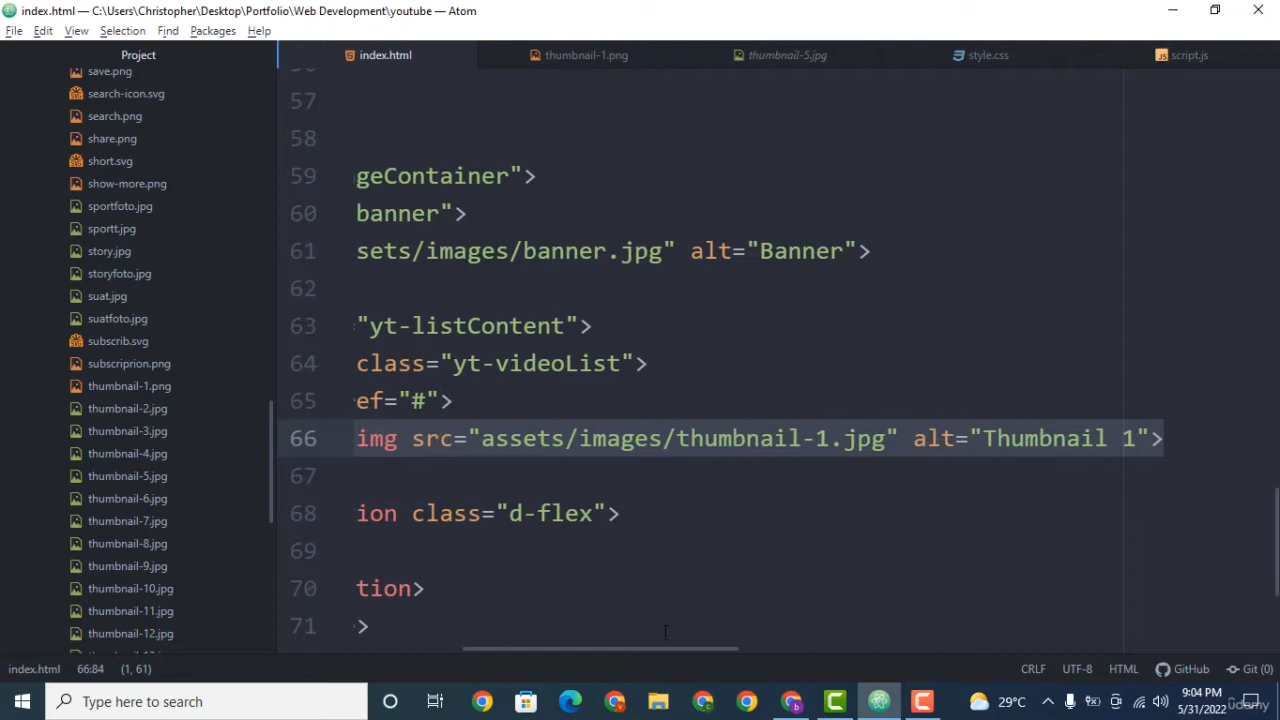 index.html — C:\Users\Christopher\Desktop\Portfolio\Web Development\youtube — Atom
File Edit View Selection Find Packages Help
Project
index.html
thumbnail-1.png
thumbnail-5.jpg
style.css
script.js
save.png
search-icon.svg
search.png
share.png
short.svg
show-more.png
sportfoto.jpg
sportt.jpg
story.jpg
storyfoto.jpg
suat.jpg
suatfoto.jpg
subscrib.svg
subscriprion.png
thumbnail-1.png
thumbnail-2.jpg
thumbnail-3.jpg
thumbnail-4.jpg
thumbnail-5.jpg
thumbnail-6.jpg
thumbnail-7.jpg
thumbnail-8.jpg
thumbnail-9.jpg
thumbnail-10.jpg
thumbnail-11.jpg
thumbnail-12.jpg
57
58
59 geContainer">
60 banner">
61 sets/images/banner.jpg" alt="Banner">
62
63 "yt-listContent">
64 class="yt-videoList">
65 ef="#">
66 img src="assets/images/thumbnail-1.jpg" alt="Thumbnail 1">
67
68 ion class="d-flex">
69
70 tion>
71 >
index.html 66:84 (1, 61) CRLF UTF-8 HTML GitHub Git (0)
Type here to search
29°C
9:04 PM
5/31/2022
ûdemy